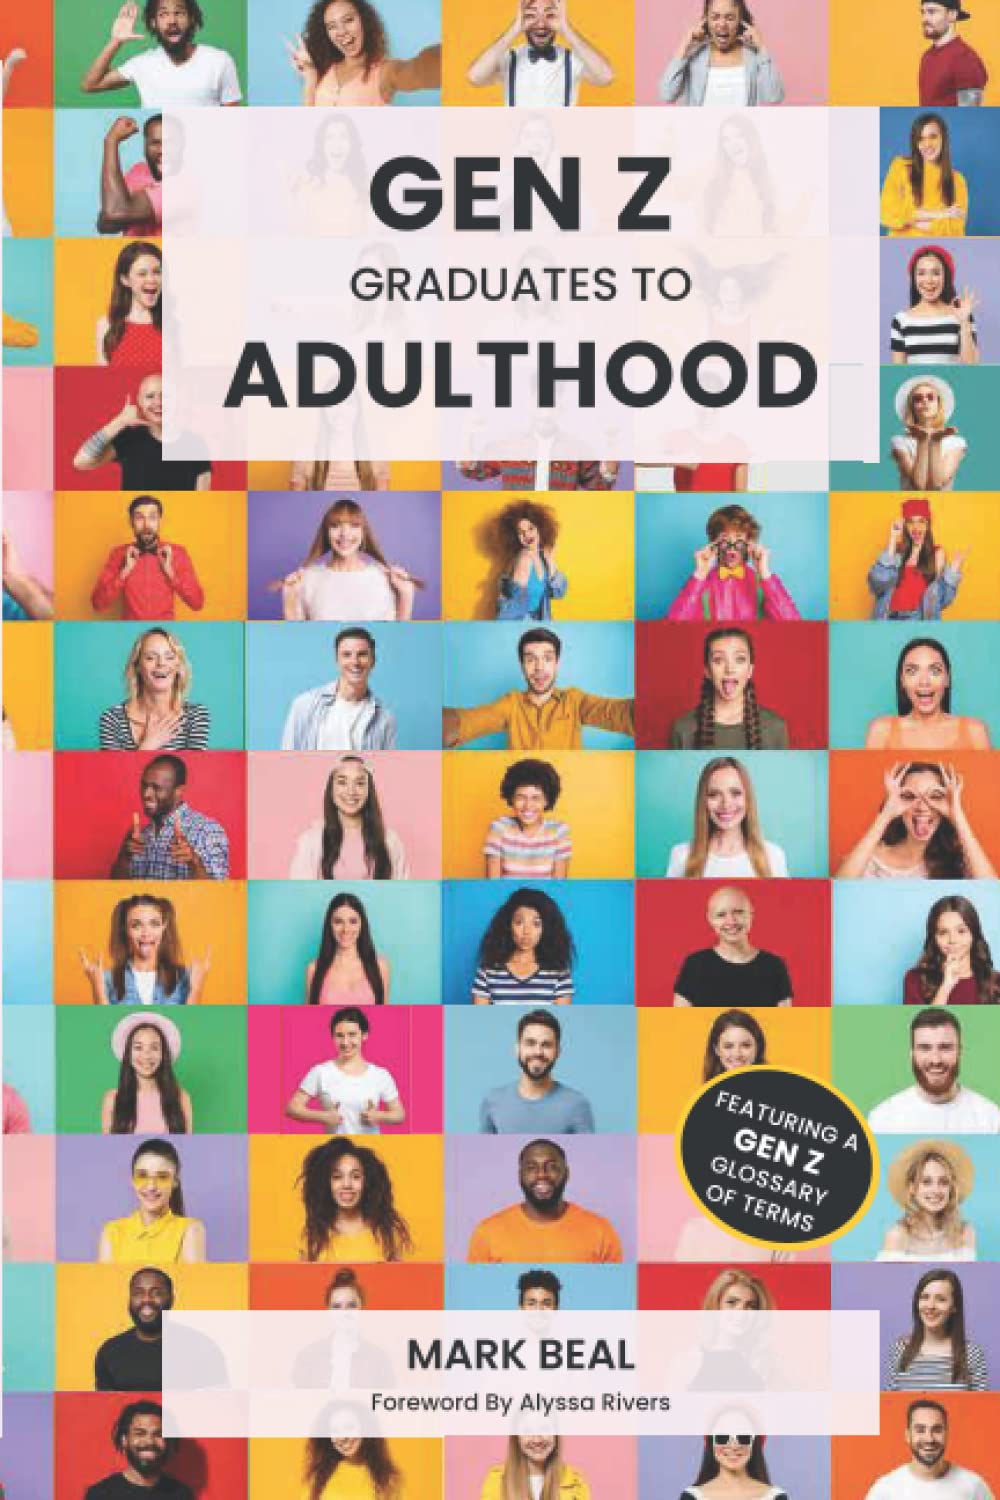 GEN Z
GRADUATES TO
ADULTHOOD
FEATURING A
GEN Z
GLOSSARY
OF TERMS
MARK BEAL
Foreword By Alyssa Rivers